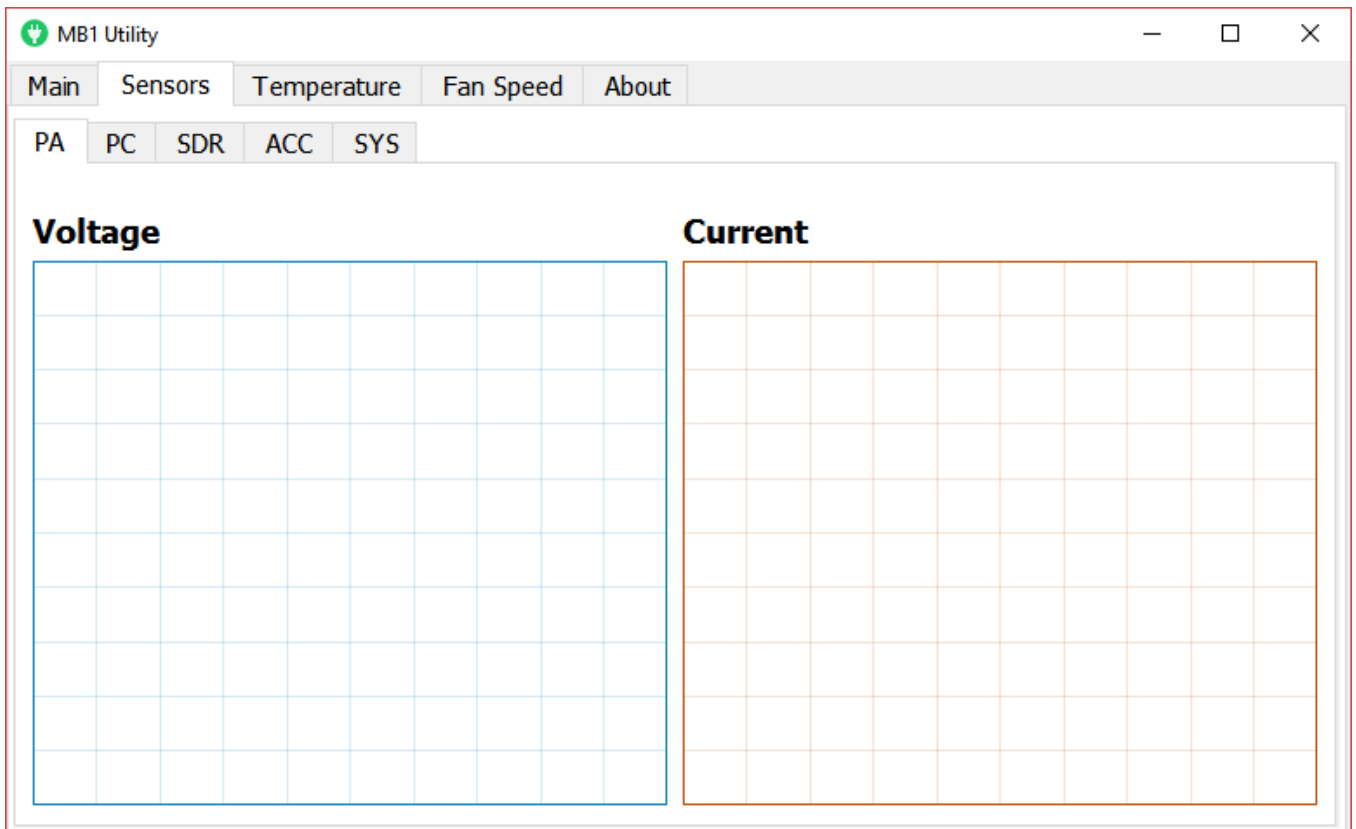 MB1 Utility
Main Sensors Temperature Fan Speed About
PA PC SDR ACC SYS
Voltage Current